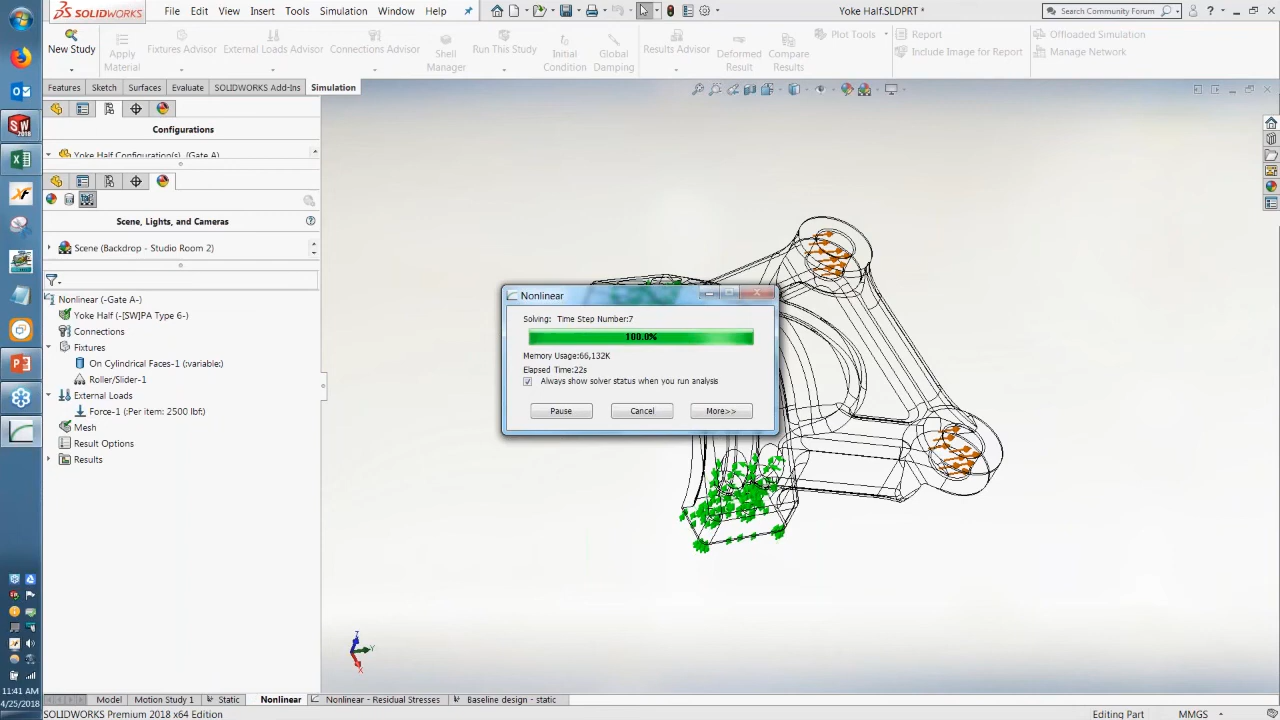 SOLIDWORKS File Edit View Insert Tools Simulation Yoke Window Help Yoke Half.SLDPRT * Search Community Forum
New Study
Apply Material
Fixtures Advisor
External Loads Advisor
Connections Advisor
Shell Manager
Run This Study
Initial Condition
Global Damping
Results Advisor
Deformed Result
Compare Results
Plot Tools
Report
Include Image for Report
Offloaded Simulation
Manage Network
Features Sketch Surfaces Evaluate SOLIDWORKS Add-Ins Simulation
Configurations
Yoke Half Configuration(s) (Gate A)
Scene, Lights, and Cameras
Scene (Backdrop - Studio Room 2)
Nonlinear (-Gate A-)
Yoke Half (-[SW]PA Type 6-)
Connections
Fixtures
On Cylindrical Faces-1 (variable:)
Roller/Slider-1
External Loads
Force-1 (:Per item: 2500 lbf:)
Mesh
Result Options
Results
Nonlinear
Solving: Time Step Number:7
100.0%
Memory Usage:66,132K
Elapsed Time:22s
Always show solver status when you run analysis
Pause Cancel More>>
Z
Y
X
SW 2018
11:41 AM
4/25/2018
Model Motion Study 1 Static Nonlinear Nonlinear - Residual Stresses Baseline design - static
SOLIDWORKS Premium 2018 x64 Edition Editing Part MMGS